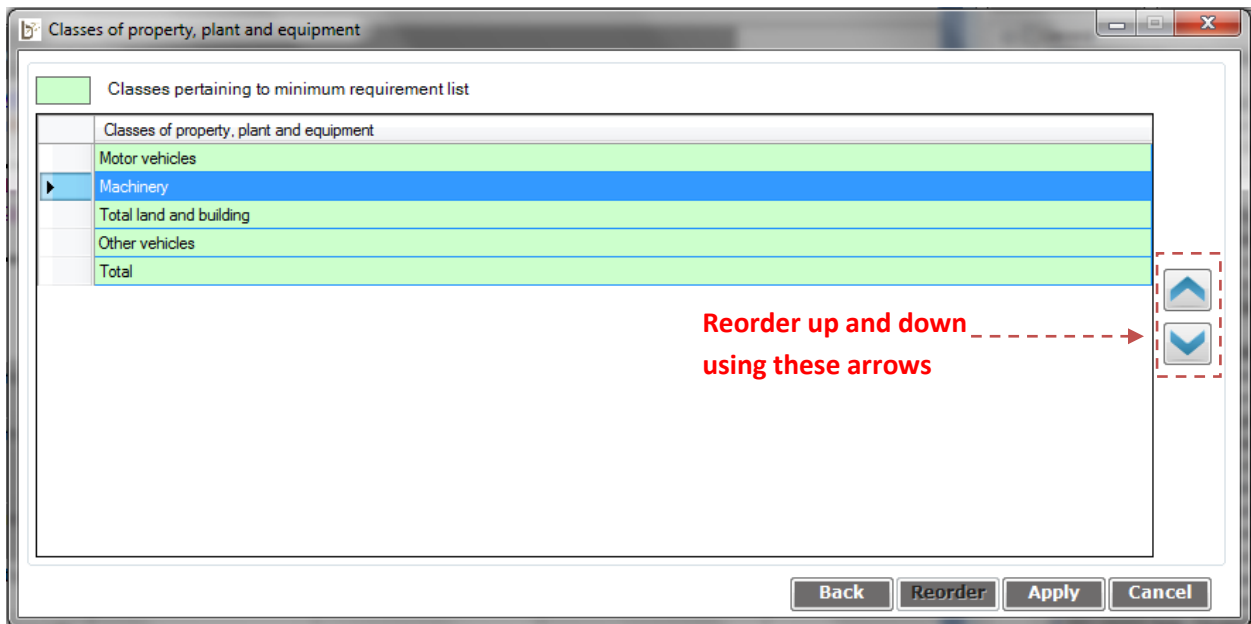 Classes of property, plant and equipment
Classes pertaining to minimum requirement list
Classes of property, plant and equipment
Motor vehicles
Machinery
Total land and building
Other vehicles
Total
Reorder up and down
using these arrows
Back Reorder Apply Cancel